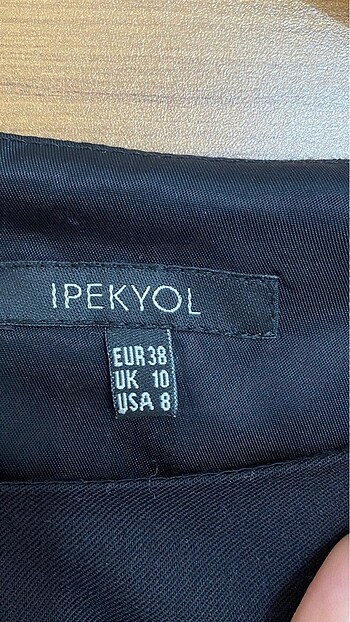 IPEKYOL
EUR 38
UK 10
USA 8